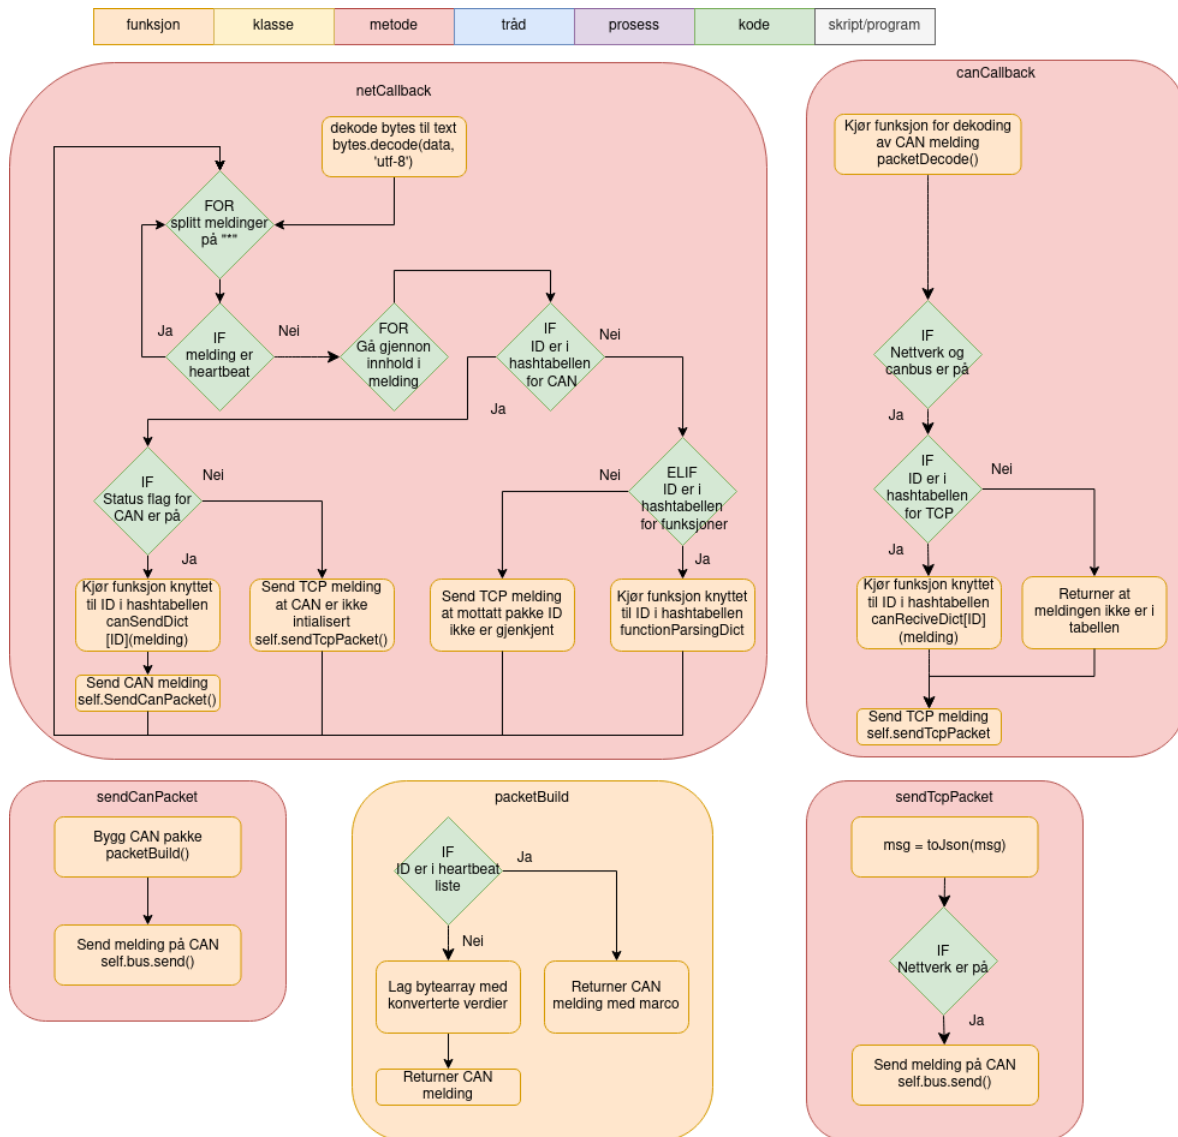 funksjon
klasse
metode
tråd
prosess
kode
skript/program
netCallback
dekode bytes til text
bytes.decode(data,
'utf-8')
FOR
splitt meldinger
på "*"
Ja
IF
melding er
heartbeat
Nei
FOR
Gå gjennon
innhold i
melding
IF
ID er i
hashtabellen
for CAN
Nei
Ja
IF
Status flag for
CAN er på
Nei
Ja
Nei
ELIF
ID er i
hashtabellen
for funksjoner
Ja
Kjør funksjon knyttet
til ID i hashtabellen
canSendDict
[ID](melding)
Send TCP melding
at CAN er ikke
intialisert
self.sendTcpPacket()
Send TCP melding
at mottatt pakke ID
ikke er gjenkjent
Kjør funksjon knyttet
til ID i hashtabellen
functionParsingDict
Send CAN melding
self.SendCanPacket()
canCallback
Kjør funksjon for dekoding
av CAN melding
packetDecode()
IF
Nettverk og
canbus er på
Ja
IF
ID er i
hashtabellen
for TCP
Nei
Ja
Kjør funksjon knyttet
til ID i hashtabellen
canReciveDict[ID]
(melding)
Returner at
meldingen ikke er i
tabellen
Send TCP melding
self.sendTcpPacket
sendCanPacket
Bygg CAN pakke
packetBuild()
Send melding på CAN
self.bus.send()
packetBuild
IF
ID er i heartbeat
liste
Ja
Nei
Lag bytearray med
konverterte verdier
Returner CAN
melding med marco
Returner CAN
melding
sendTcpPacket
msg = toJson(msg)
IF
Nettverk er på
Ja
Send melding på CAN
self.bus.send()